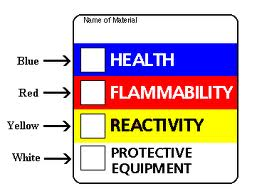 Name of Material
Blue HEALTH
Red FLAMMABILITY
Yellow REACTIVITY
White PROTECTIVE
EQUIPMENT